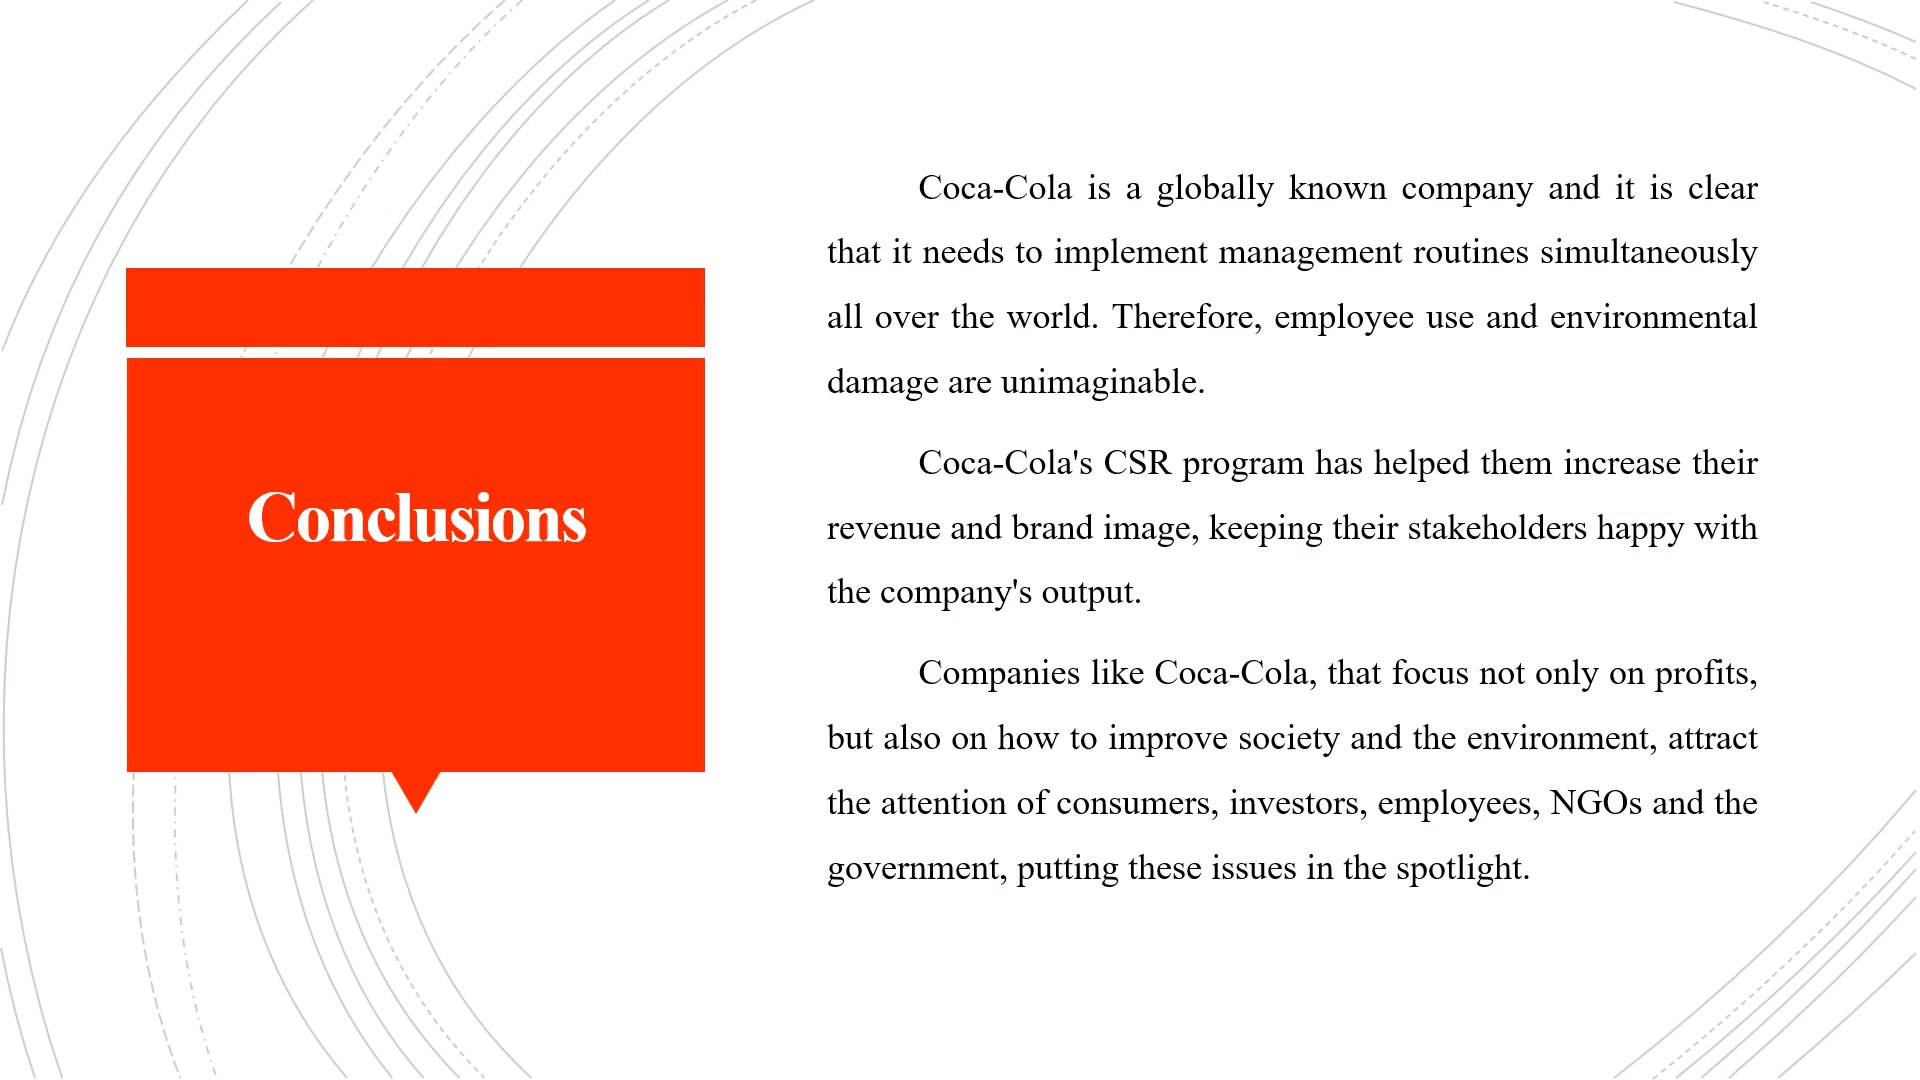 Conclusions
Coca-Cola is a globally known company and it is clear
that it needs to implement management routines simultaneously
all over the world. Therefore, employee use and environmental
damage are unimaginable.
Coca-Cola's CSR program has helped them increase their
revenue and brand image, keeping their stakeholders happy with
the company's output.
Companies like Coca-Cola, that focus not only on profits,
but also on how to improve society and the environment, attract
the attention of consumers, investors, employees, NGOs and the
government, putting these issues in the spotlight.